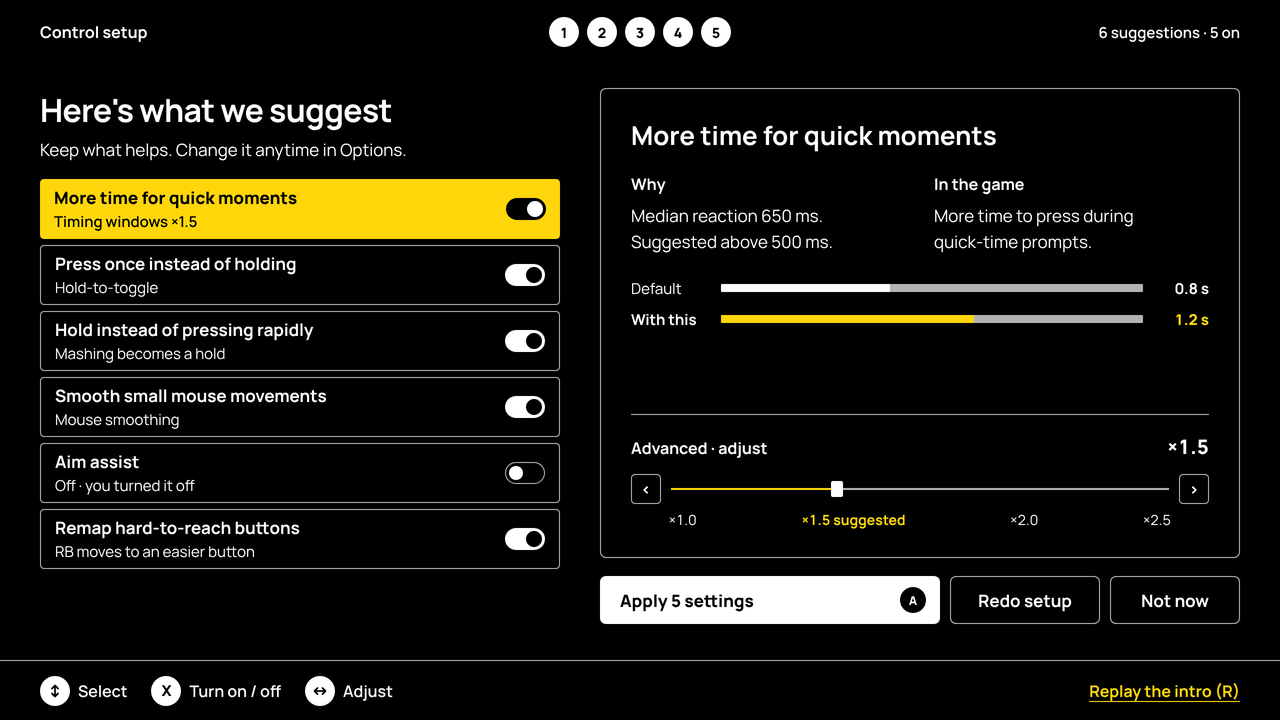 Control setup
1 2 3 4 5
6 suggestions · 5 on
Here's what we suggest
Keep what helps. Change it anytime in Options.
More time for quick moments
Timing windows ×1.5
Press once instead of holding
Hold-to-toggle
Hold instead of pressing rapidly
Mashing becomes a hold
Smooth small mouse movements
Mouse smoothing
Aim assist
Off · you turned it off
Remap hard-to-reach buttons
RB moves to an easier button
More time for quick moments
Why
Median reaction 650 ms.
Suggested above 500 ms.
In the game
More time to press during
quick-time prompts.
Default 0.8 s
With this 1.2 s
Advanced · adjust ×1.5
×1.0 ×1.5 suggested ×2.0 ×2.5
Apply 5 settings A
Redo setup
Not now
Select X Turn on / off Adjust
Replay the intro (R)